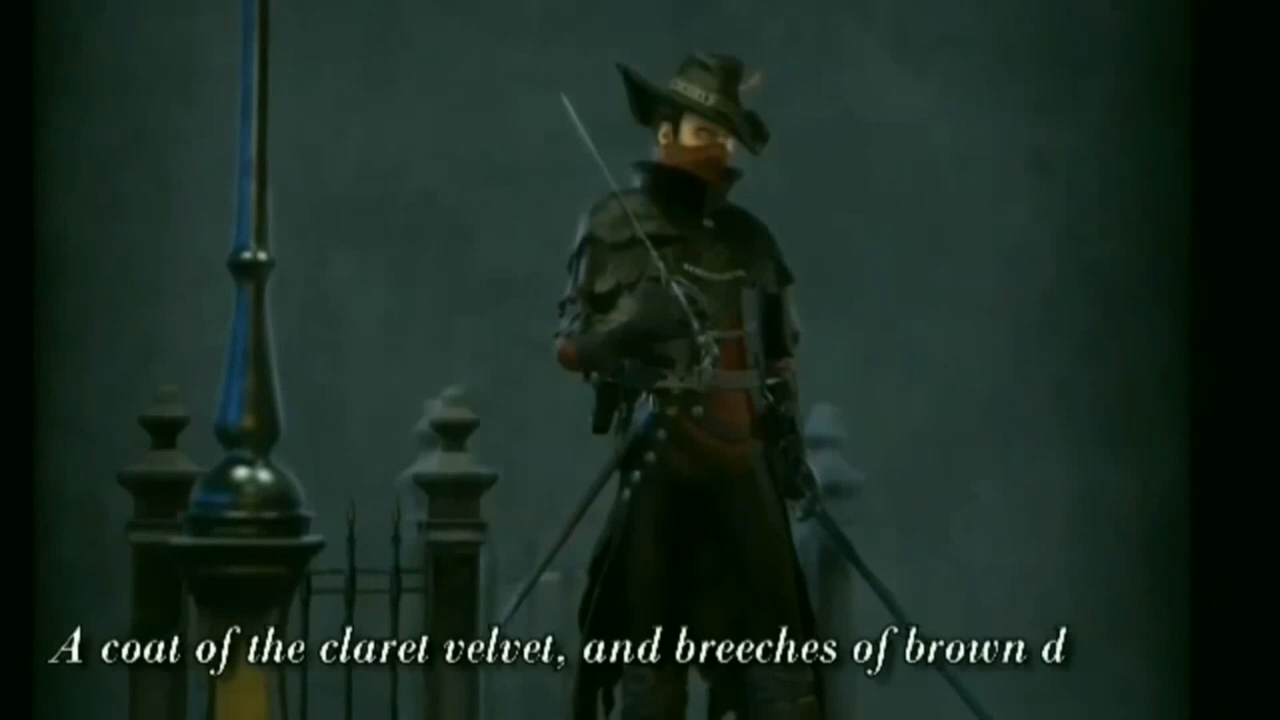 A coat of the claret velvet, and breeches of brown d